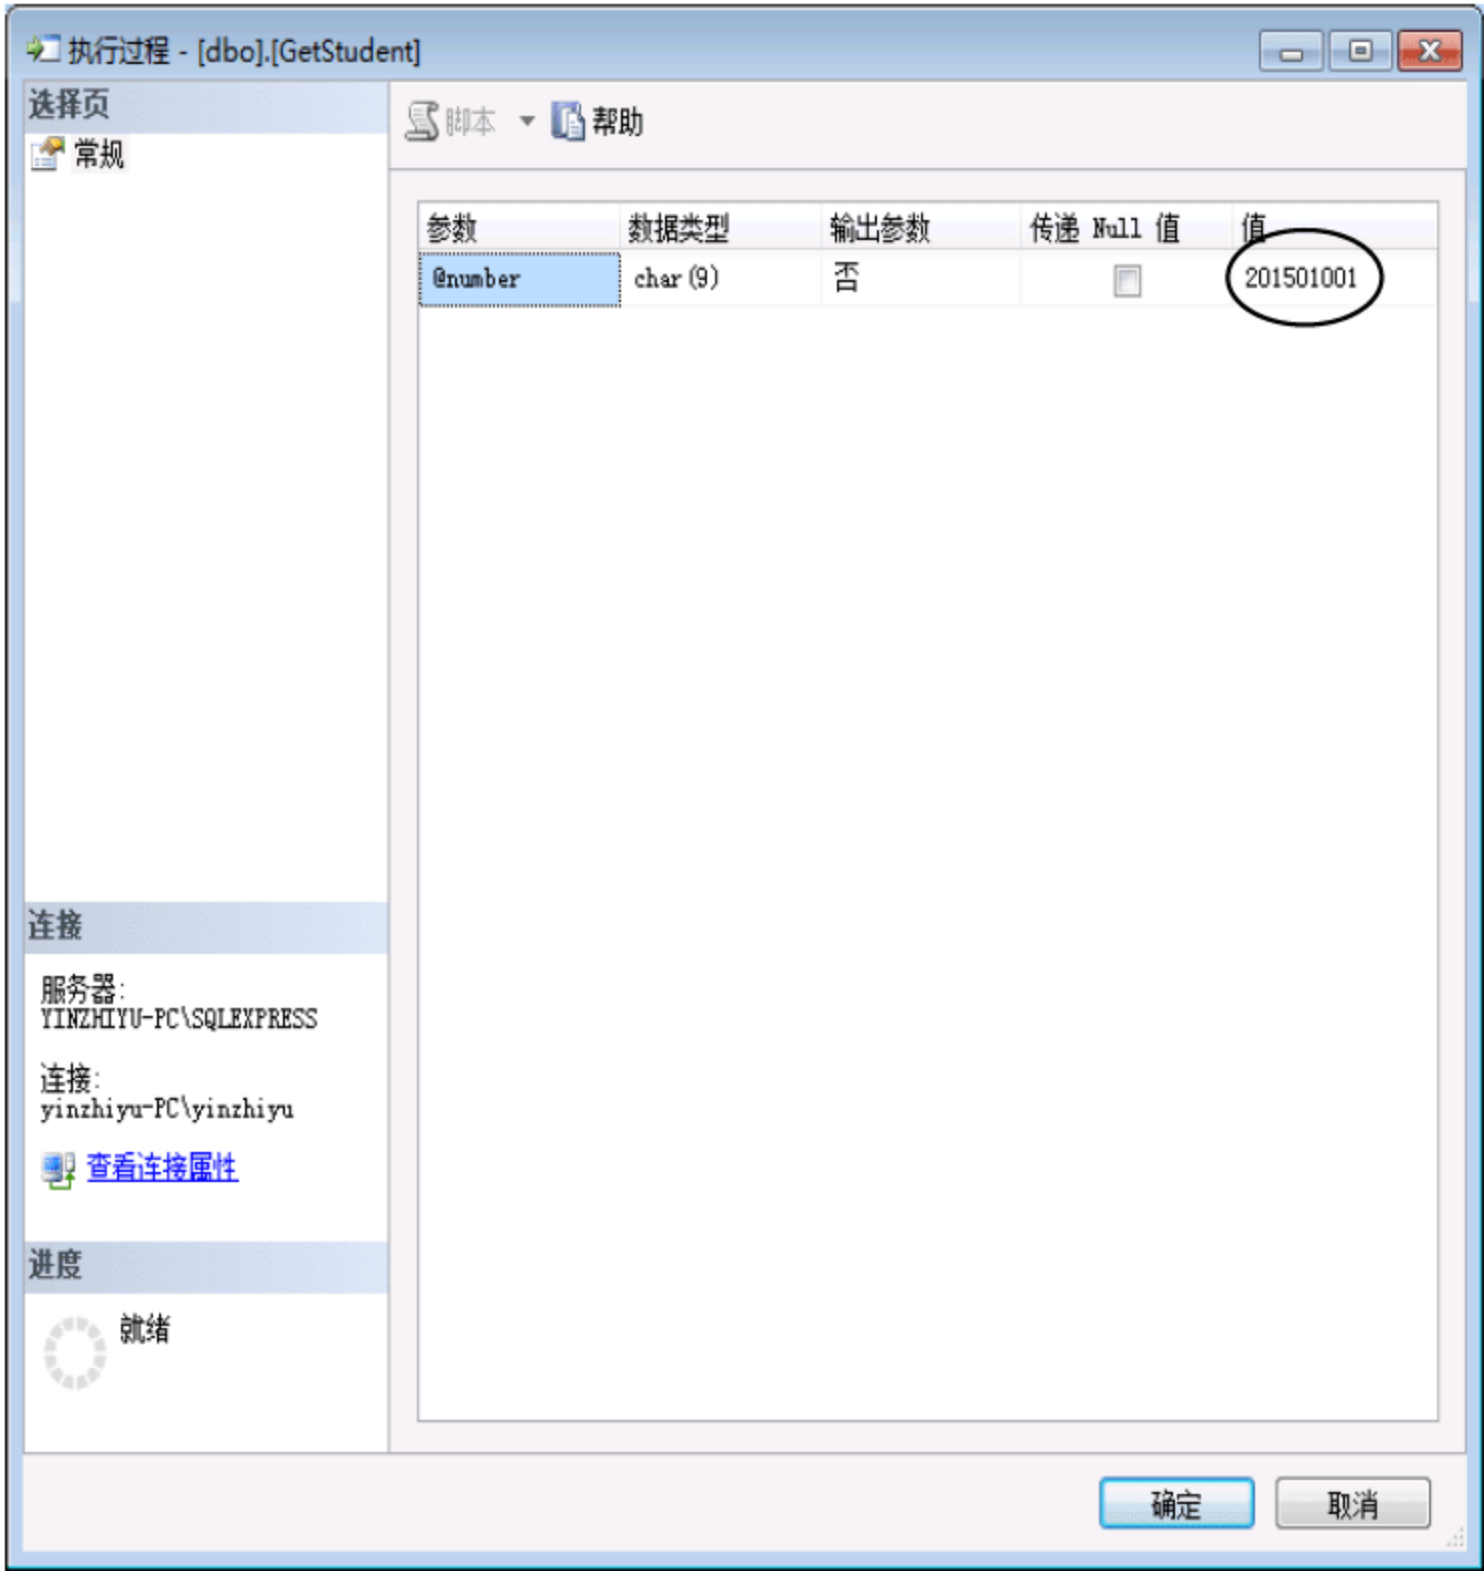 执行过程 - [dbo].[GetStudent]
选择页
常规
脚本 帮助
参数 数据类型 输出参数 传递 Null 值 值
@number char(9) 否 201501001
连接
服务器:
YINZHIYU-PC\SQLEXPRESS
连接:
yinzhiyu-PC\yinzhiyu
查看连接属性
进度
就绪
确定 取消